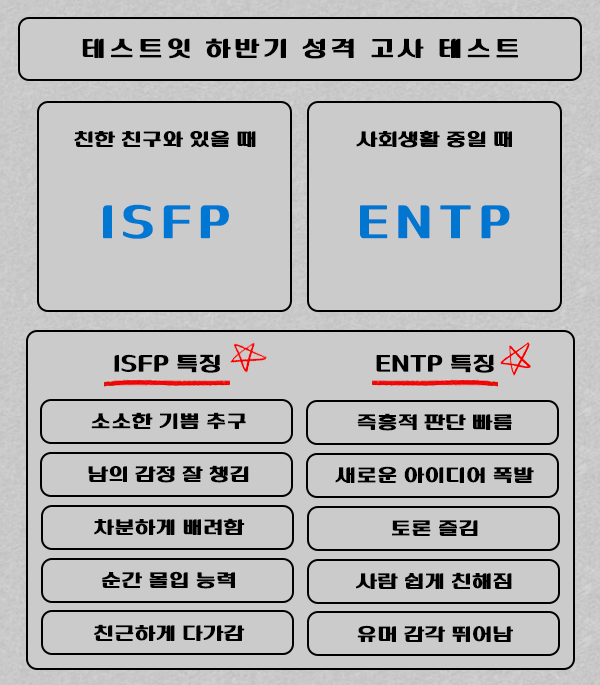 테스트잇 하반기 성격 고사 테스트
친한 친구와 있을 때
ISFP
사회생활 중일 때
ENTP
ISFP 특징
소소한 기쁨 추구
남의 감정 잘 챙김
차분하게 배려함
순간 몰입 능력
친근하게 다가감
ENTP 특징
즉흥적 판단 빠름
새로운 아이디어 폭발
토론 즐김
사람 쉽게 친해짐
유머 감각 뛰어남